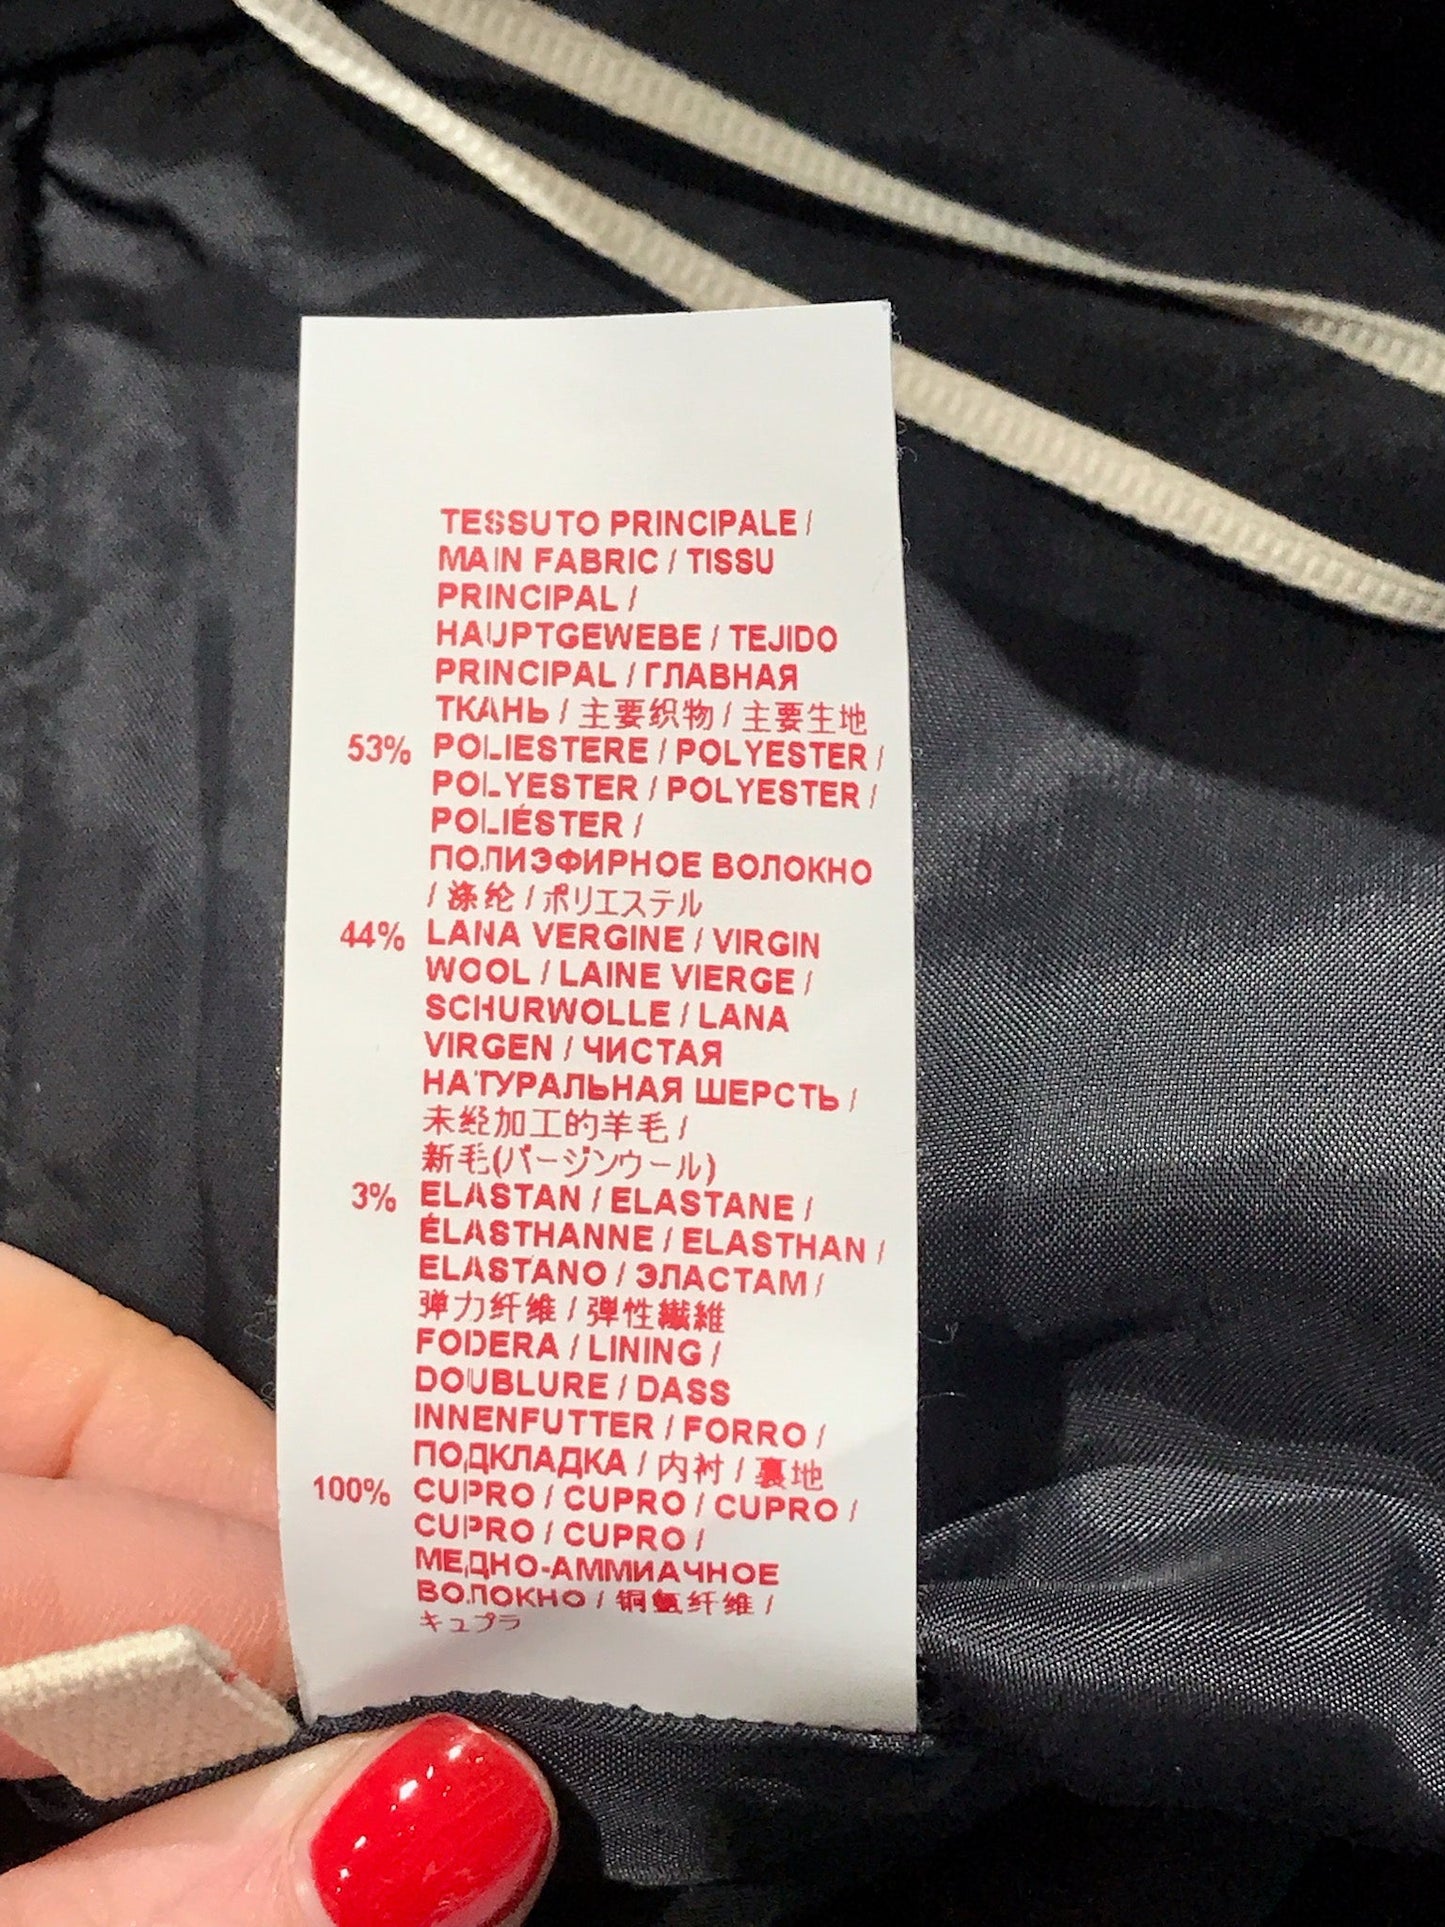 TESSUTO PRINCIPALE /
MAIN FABRIC / TISSU
PRINCIPAL /
HAUPTGEWEBE / TEJIDO
PRINCIPAL / ГЛАВНАЯ
ТКАНЬ / 主要织物 / 主要生地
53% POLIESTERE / POLYESTER /
POLYESTER / POLYESTER /
POLIÉSTER /
ПОЛИЭФИРНОЕ ВОЛОКНО
/ 涤纶 / ポリエステル
44% LANA VERGINE / VIRGIN
WOOL / LAINE VIERGE /
SCHURWOLLE / LANA
VIRGEN / ЧИСТАЯ
НАТУРАЛЬНАЯ ШЕРСТЬ /
未经加工的羊毛 /
新毛(バージンウール)
3% ELASTAN / ELASTANE /
ÉLASTHANNE / ELASTHAN /
ELASTANO / ЭЛАСТАМ /
弹力纤维 / 弾性繊維
FODERA / LINING /
DOUBLURE / DASS
INNENFUTTER / FORRO /
ПОДКЛАДКА / 内衬 / 裏地
100% CUPRO / CUPRO / CUPRO /
CUPRO / CUPRO /
МЕДНО-АММИАЧНОЕ
ВОЛОКНО / 铜氨纤维 /
キュプラ